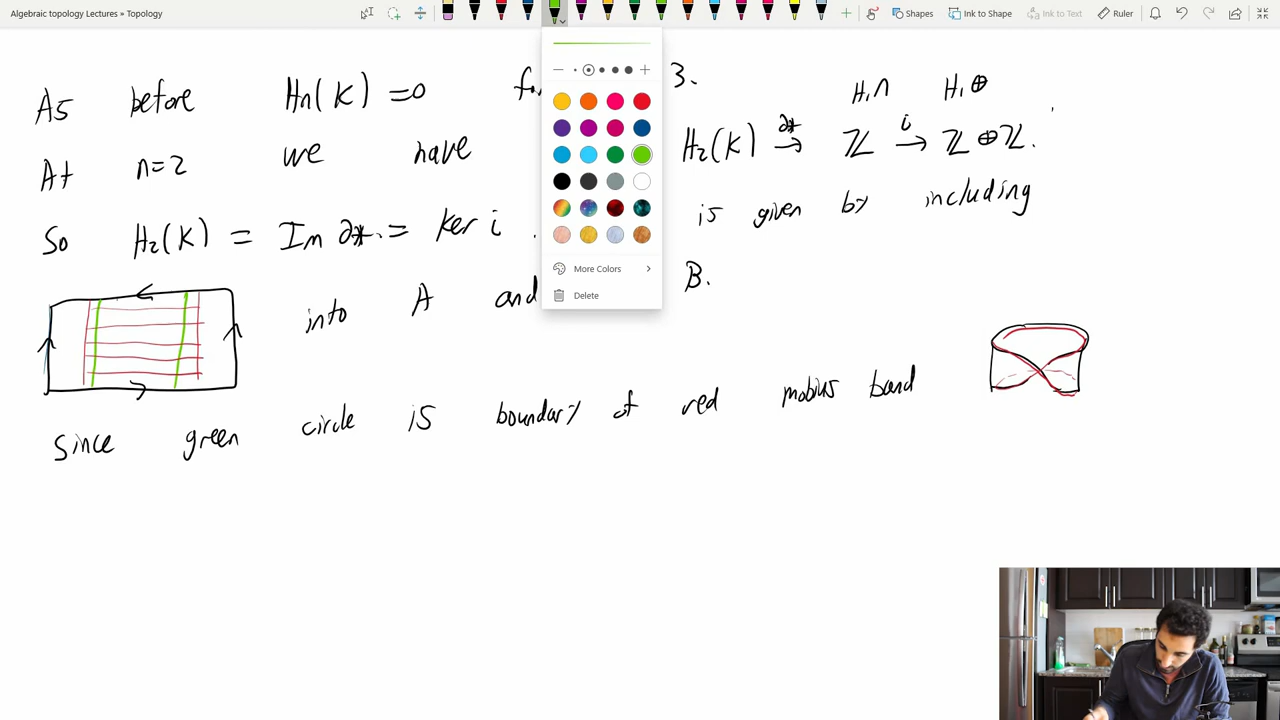 Algebraic topology Lectures » Topology
Shapes
Ink to Shape
Ink to Text
Ruler
As before Hn(K) =0 3.
H₁∩ H₁⊕
At n=2 we have H₂(K) ∂* → ℤ i → ℤ⊕ℤ.
So H₂(K) = Im ∂* = ker i . is given by including
into A and B.
More Colors
Delete
Since green circle is boundary of red mobius band